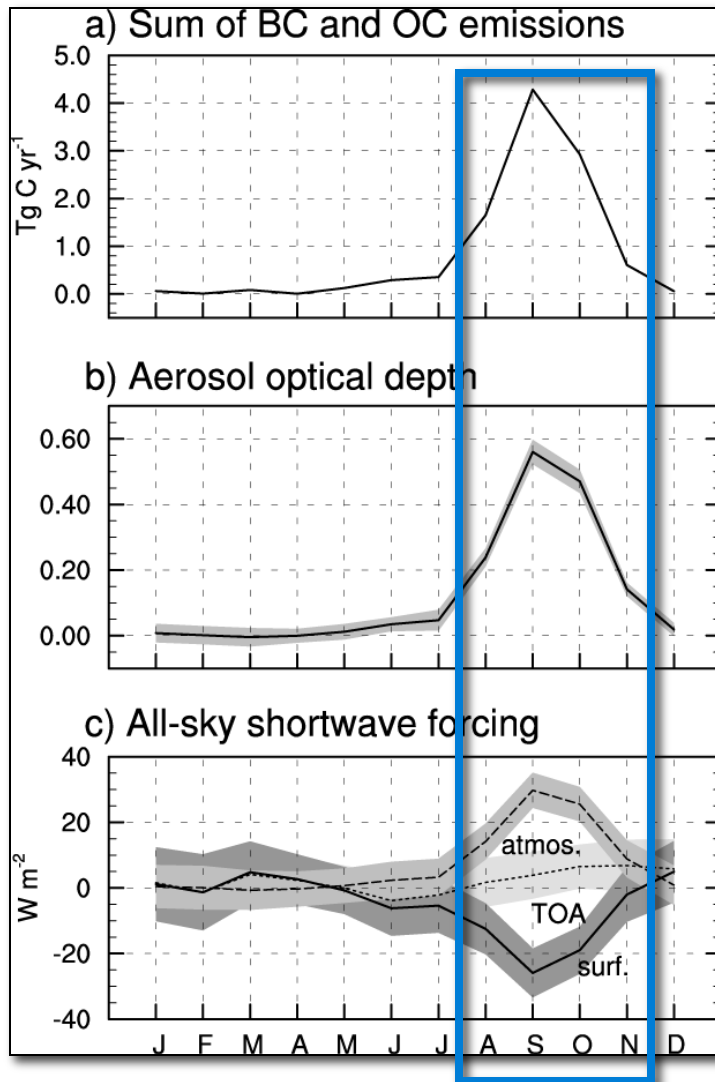 a) Sum of BC and OC emissions
5.0
4.0
3.0
2.0
1.0
0.0
Tg C yr-1
b) Aerosol optical depth
0.60
0.40
0.20
0.00
c) All-sky shortwave forcing
40
20
0
-20
-40
W m-2
atmos.
TOA
surf.
J F M A M J J A S O N D